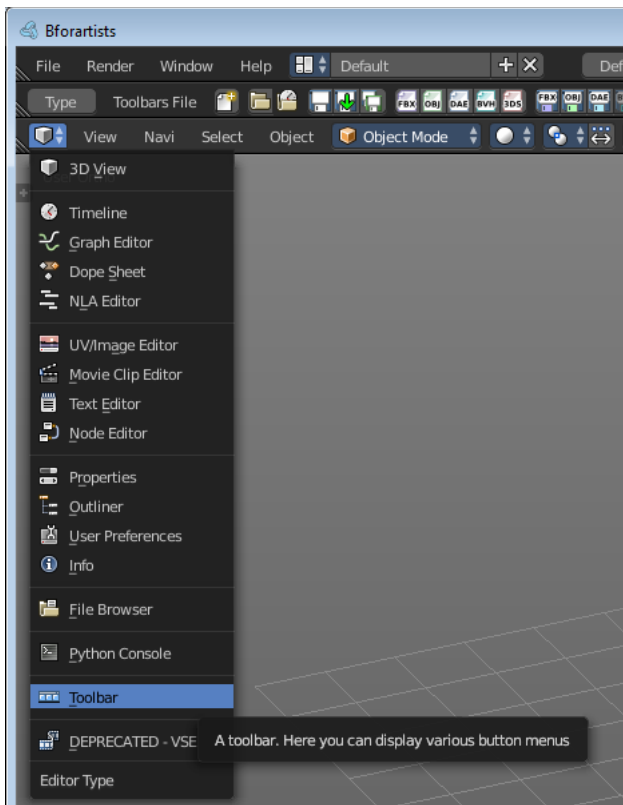 Bforartists
File Render Window Help Default Def
Type Toolbars File FBX OBJ DAE BVH 3DS FBX OBJ DAE
View Navi Select Object Object Mode
3D View
Timeline
Graph Editor
Dope Sheet
NLA Editor
UV/Image Editor
Movie Clip Editor
Text Editor
Node Editor
Properties
Outliner
User Preferences
Info
File Browser
Python Console
Toolbar
DEPRECATED - VSE
A toolbar. Here you can display various button menus
Editor Type